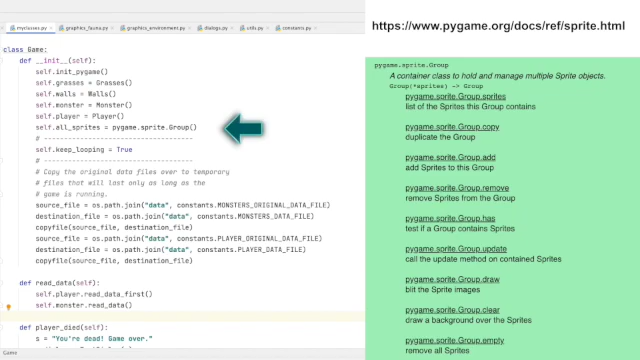 myclasses.py
graphics_fauna.py
graphics_environment.py
dialogs.py
utils.py
constants.py
class Game:
def __init__(self):
self.init_pygame()
self.grasses = Grasses()
self.walls = Walls()
self.monster = Monster()
self.player = Player()
self.all_sprites = pygame.sprite.Group()
# ---------------------------------
self.keep_looping = True
# ---------------------------------
# Copy the original data files over to temporary
# files that will last only as long as the
# game is running.
source_file = os.path.join("data", constants.MONSTERS_ORIGINAL_DATA_FILE)
destination_file = os.path.join("data", constants.MONSTERS_DATA_FILE)
copyfile(source_file, destination_file)
source_file = os.path.join("data", constants.PLAYER_ORIGINAL_DATA_FILE)
destination_file = os.path.join("data", constants.PLAYER_DATA_FILE)
copyfile(source_file, destination_file)
def read_data(self):
self.player.read_data_first()
self.monster.read_data()
def player_died(self):
s = "You're dead! Game over."
Game
https://www.pygame.org/docs/ref/sprite.html
pygame.sprite.Group
A container class to hold and manage multiple Sprite objects.
Group(*sprites) -> Group
pygame.sprite.Group.sprites
list of the Sprites this Group contains
pygame.sprite.Group.copy
duplicate the Group
pygame.sprite.Group.add
add Sprites to this Group
pygame.sprite.Group.remove
remove Sprites from the Group
pygame.sprite.Group.has
test if a Group contains Sprites
pygame.sprite.Group.update
call the update method on contained Sprites
pygame.sprite.Group.draw
blit the Sprite images
pygame.sprite.Group.clear
draw a background over the Sprites
pygame.sprite.Group.empty
remove all Sprites